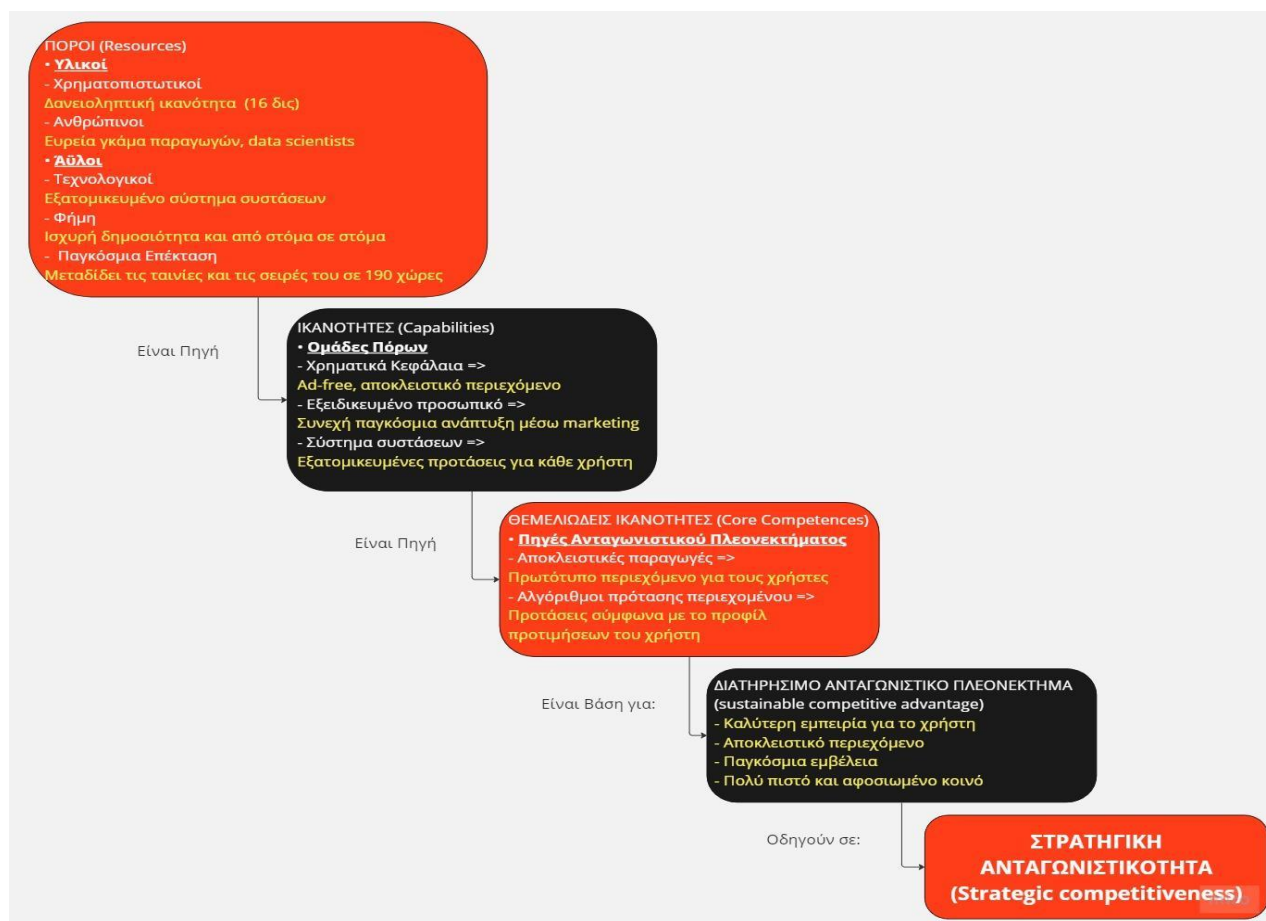 ΠΟΡΟΙ (Resources)
• Υλικοί
- Χρηματοπιστωτικοί
Δανειοληπτική ικανότητα (16 δις)
- Ανθρώπινοι
Ευρεία γκάμα παραγωγών, data scientists
• Άϋλοι
- Τεχνολογικοί
Εξατομικευμένο σύστημα συστάσεων
- Φήμη
Ισχυρή δημοσιότητα και από στόμα σε στόμα
- Παγκόσμια Επέκταση
Μεταδίδει τις ταινίες και τις σειρές του σε 190 χώρες
Είναι Πηγή
ΙΚΑΝΟΤΗΤΕΣ (Capabilities)
• Ομάδες Πόρων
- Χρηματικά Κεφάλαια =>
Ad-free, αποκλειστικό περιεχόμενο
- Εξειδικευμένο προσωπικό =>
Συνεχή παγκόσμια ανάπτυξη μέσω marketing
- Σύστημα συστάσεων =>
Εξατομικευμένες προτάσεις για κάθε χρήστη
Είναι Πηγή
ΘΕΜΕΛΙΩΔΕΙΣ ΙΚΑΝΟΤΗΤΕΣ (Core Competences)
• Πηγές Ανταγωνιστικού Πλεονεκτήματος
- Αποκλειστικές παραγωγές =>
Πρωτότυπο περιεχόμενο για τους χρήστες
- Αλγόριθμοι πρότασης περιεχομένου =>
Προτάσεις σύμφωνα με το προφίλ
προτιμήσεων του χρήστη
Είναι Βάση για:
ΔΙΑΤΗΡΗΣΙΜΟ ΑΝΤΑΓΩΝΙΣΤΙΚΟ ΠΛΕΟΝΕΚΤΗΜΑ
(sustainable competitive advantage)
- Καλύτερη εμπειρία για το χρήστη
- Αποκλειστικό περιεχόμενο
- Παγκόσμια εμβέλεια
- Πολύ πιστό και αφοσιωμένο κοινό
Οδηγούν σε:
ΣΤΡΑΤΗΓΙΚΗ
ΑΝΤΑΓΩΝΙΣΤΙΚΟΤΗΤΑ
(Strategic competitiveness)